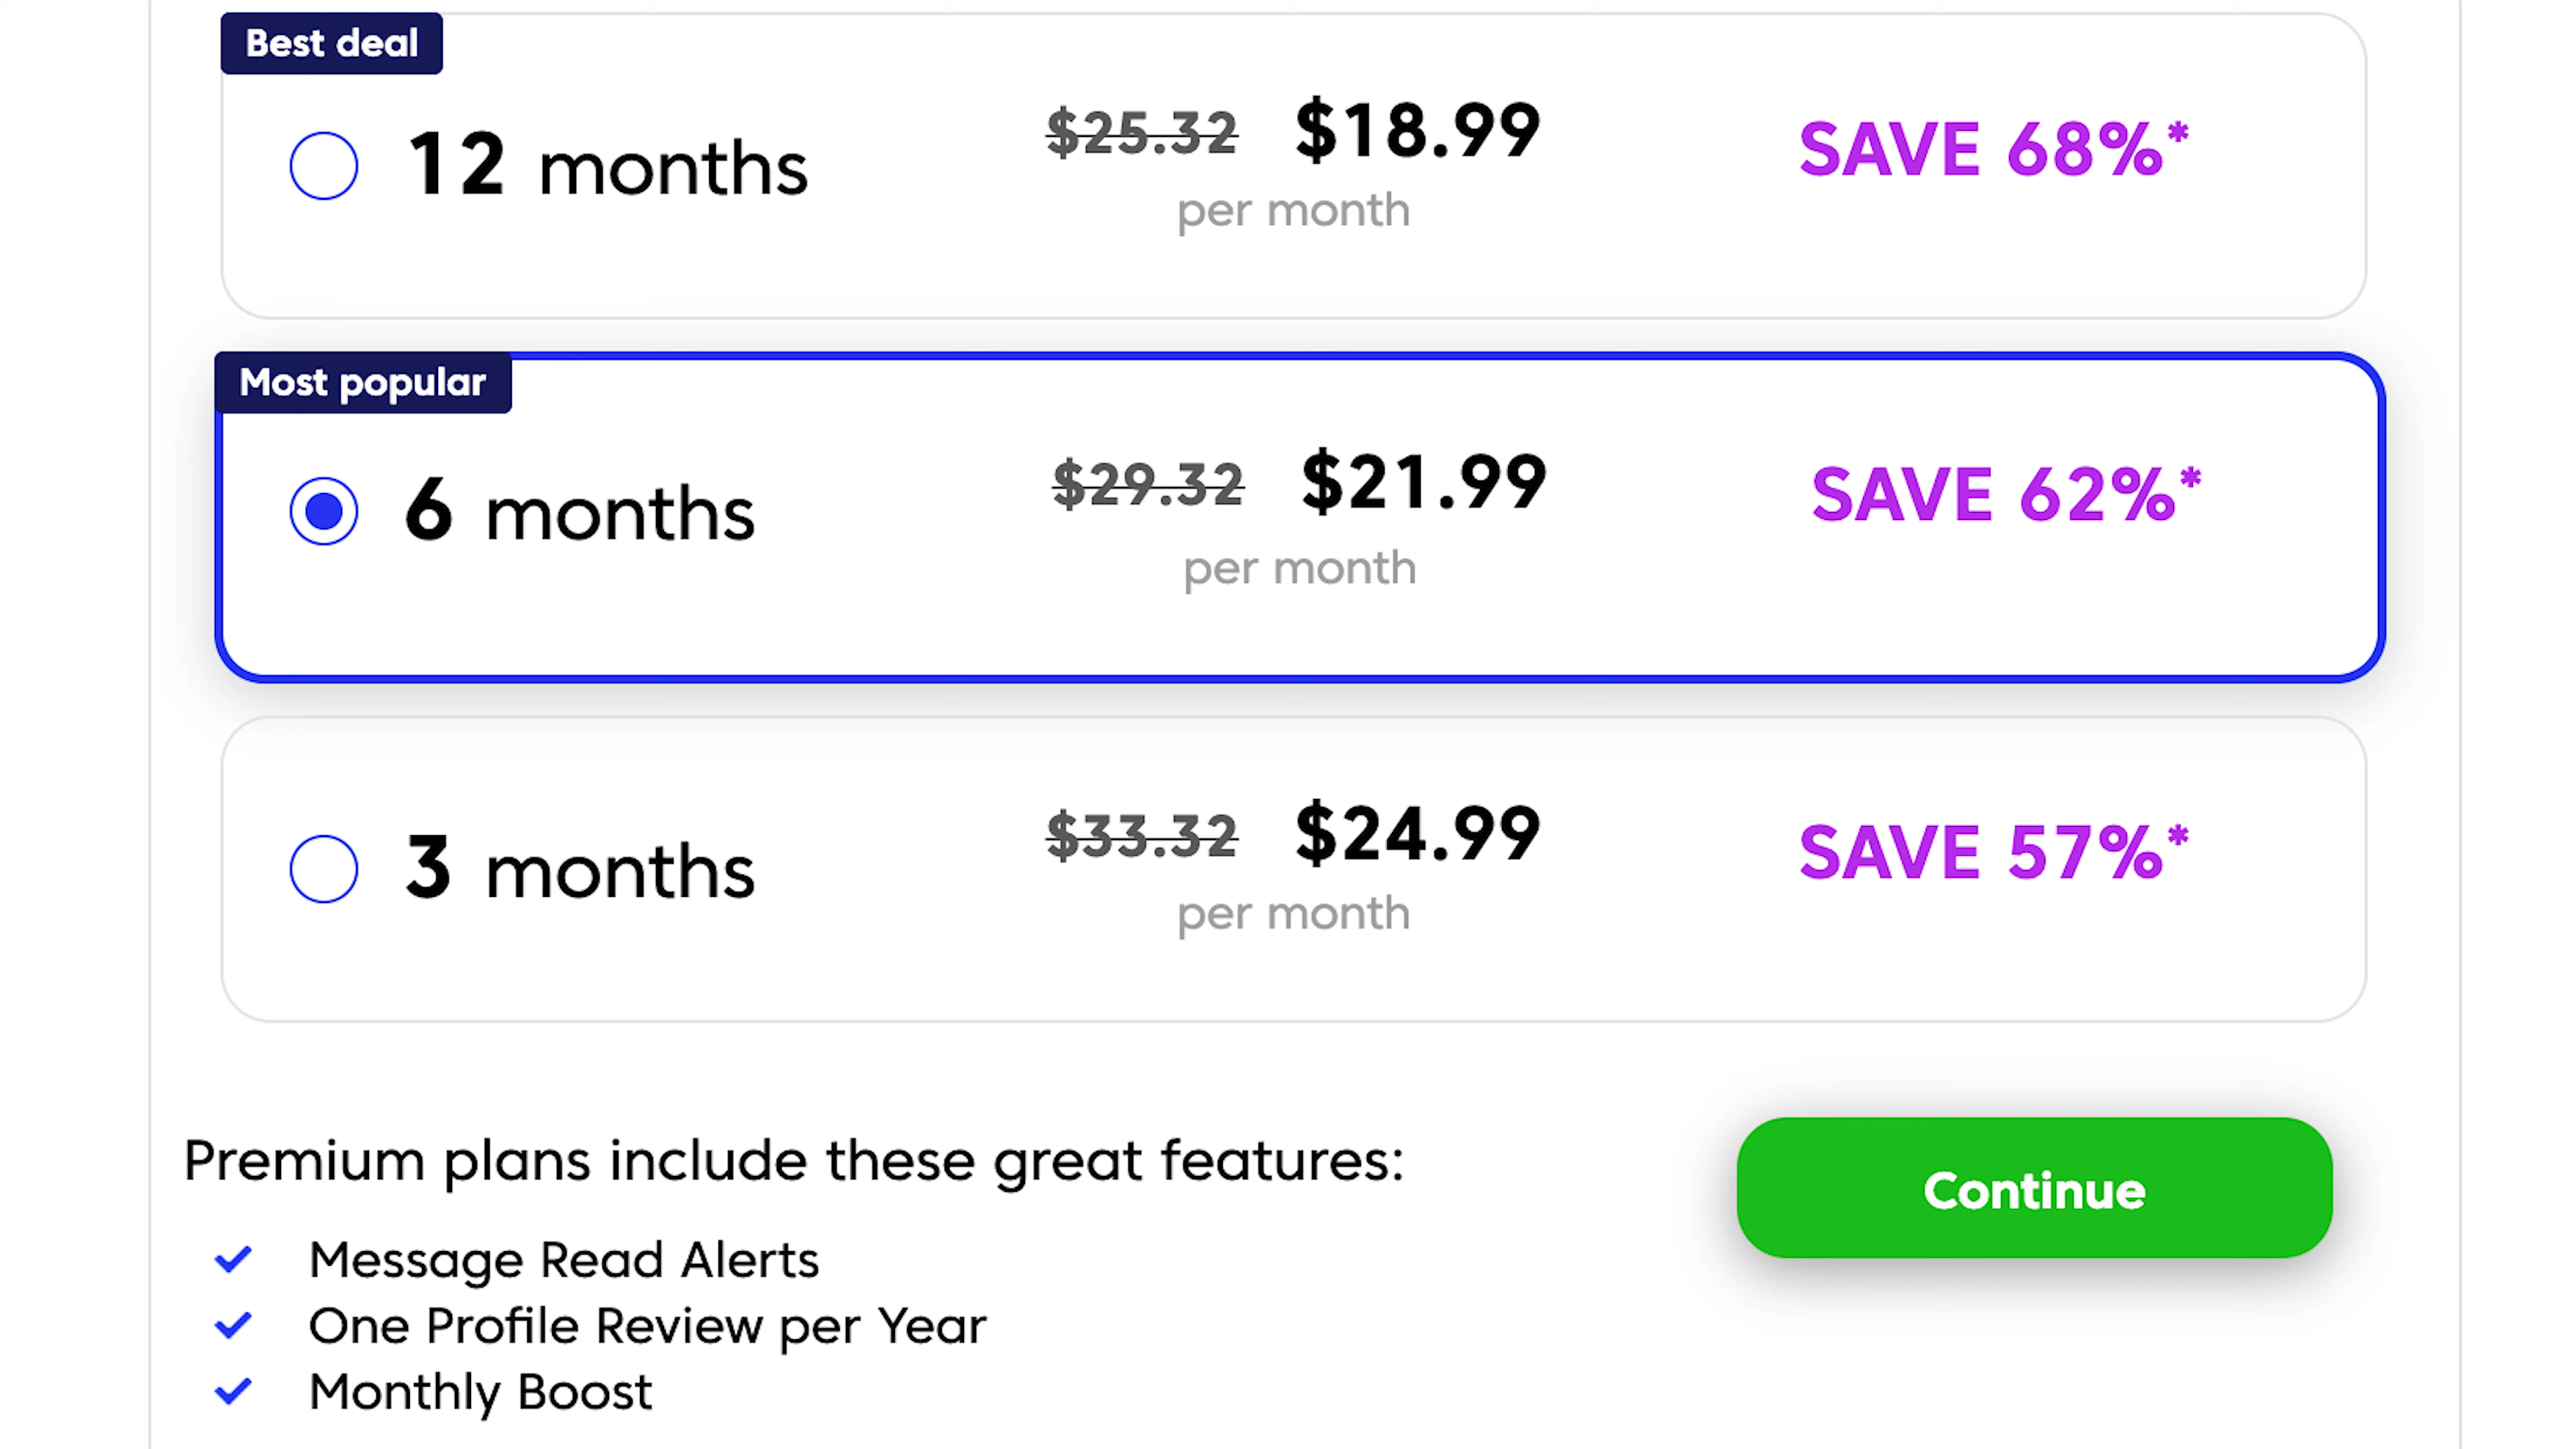 Best deal
12 months $25.32 $18.99 SAVE 68%*
per month
Most popular
6 months $29.32 $21.99 SAVE 62%*
per month
3 months $33.32 $24.99 SAVE 57%*
per month
Premium plans include these great features:
Continue
Message Read Alerts
One Profile Review per Year
Monthly Boost